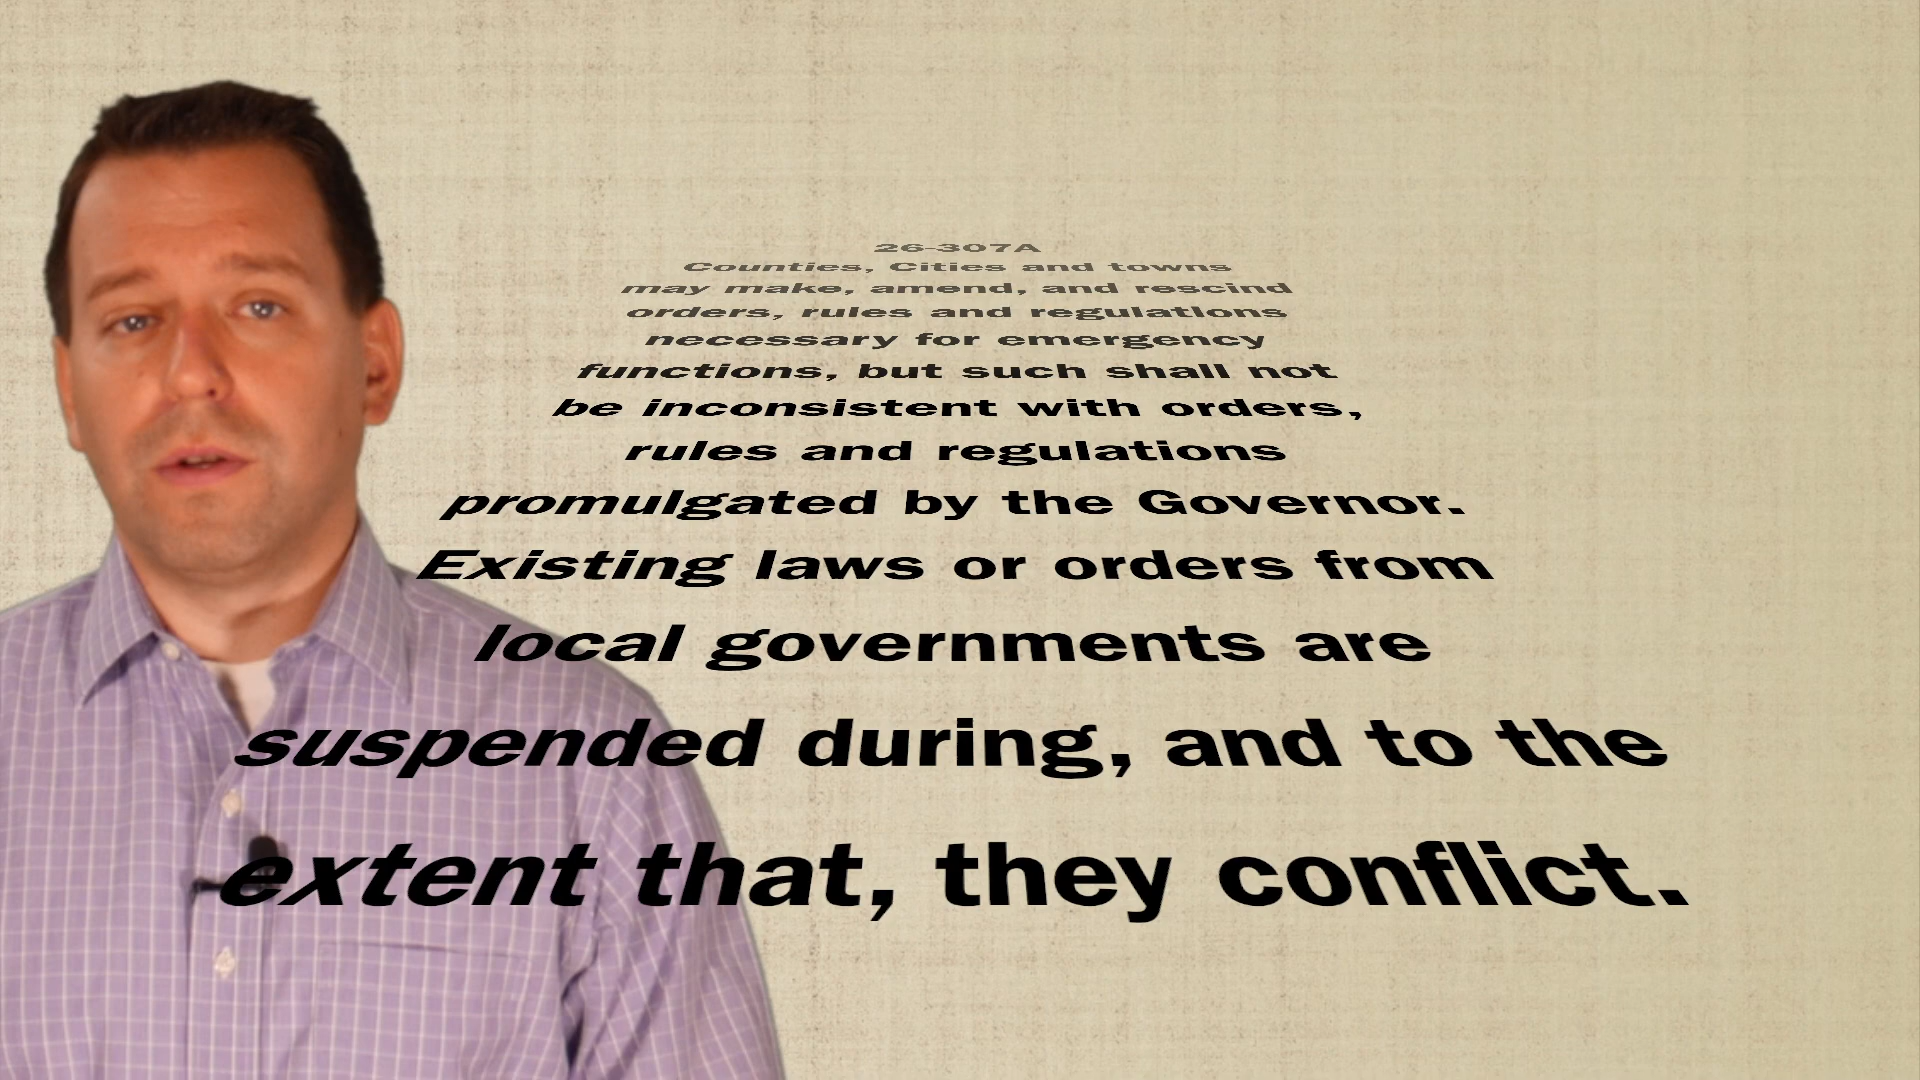 26-307A
Counties, Cities and towns
may make, amend, and rescind
orders, rules and regulations
necessary for emergency
functions, but such shall not
be inconsistent with orders,
rules and regulations
promulgated by the Governor.
Existing laws or orders from
local governments are
suspended during, and to the
extent that, they conflict.